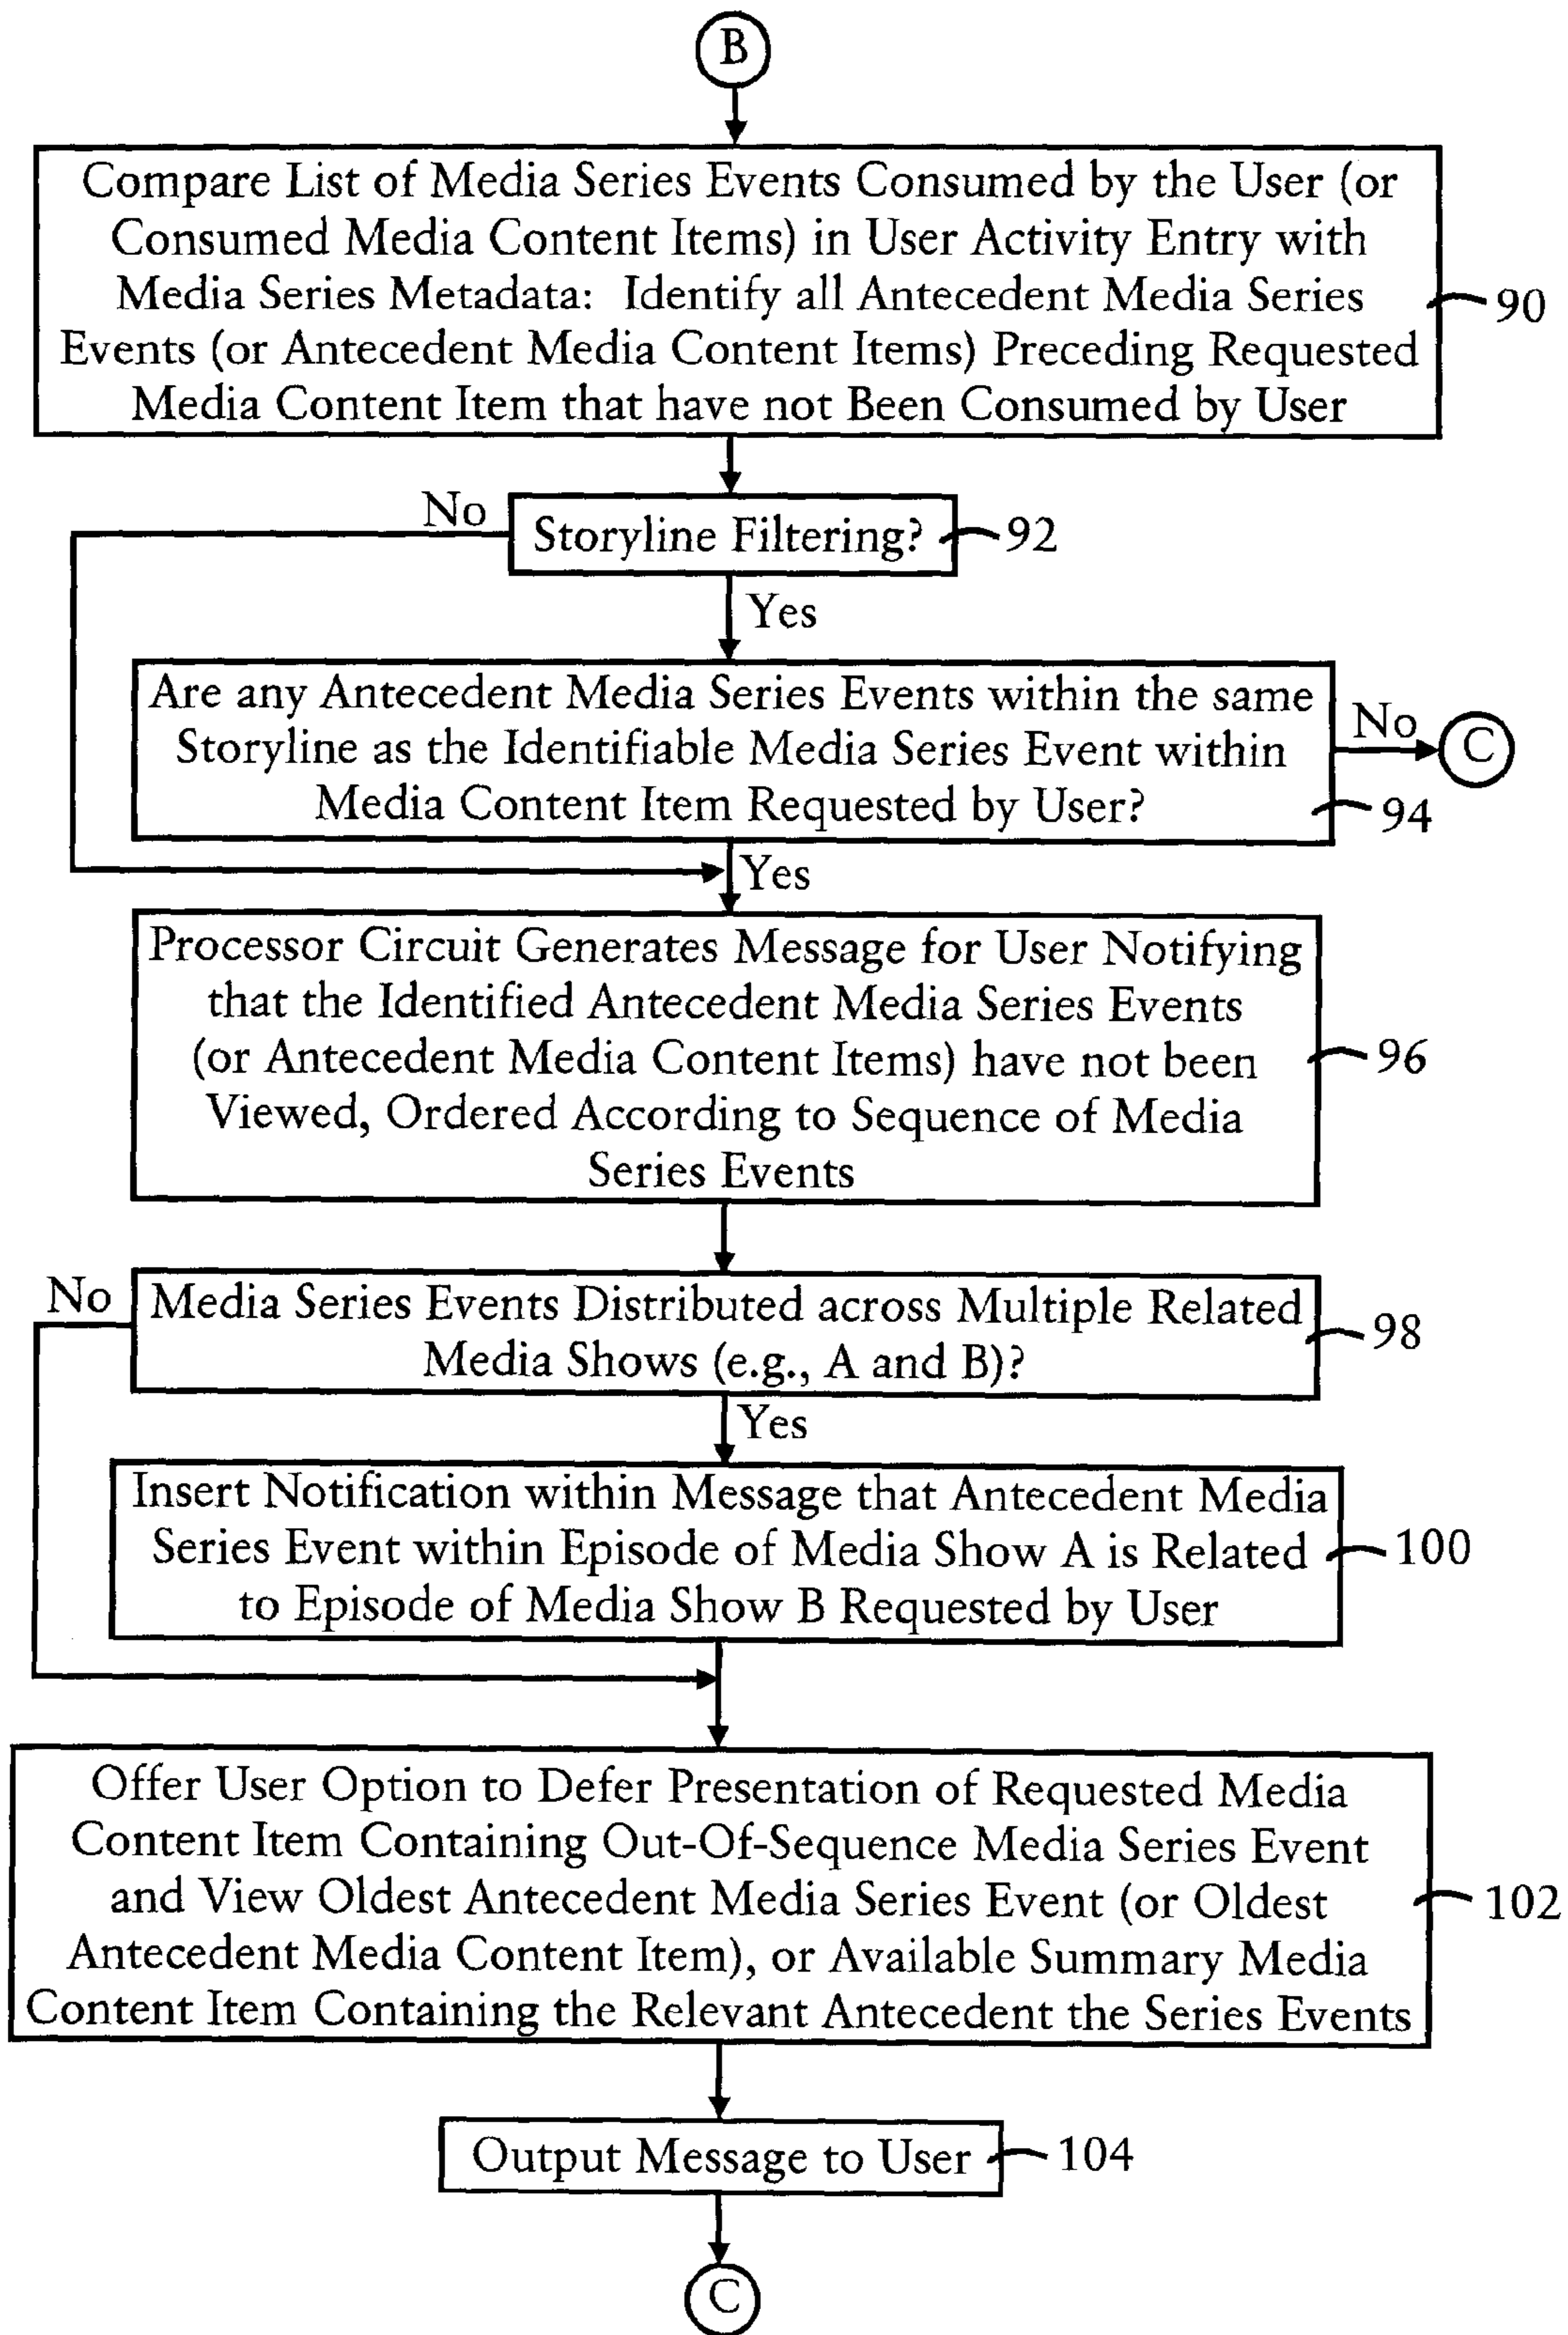 B
Compare List of Media Series Events Consumed by the User (or
Consumed Media Content Items) in User Activity Entry with
Media Series Metadata: Identify all Antecedent Media Series
Events (or Antecedent Media Content Items) Preceding Requested
Media Content Item that have not Been Consumed by User
90
No
Storyline Filtering?
92
Yes
Are any Antecedent Media Series Events within the same
Storyline as the Identifiable Media Series Event within
Media Content Item Requested by User?
No
C
94
Yes
Processor Circuit Generates Message for User Notifying
that the Identified Antecedent Media Series Events
(or Antecedent Media Content Items) have not been
Viewed, Ordered According to Sequence of Media
Series Events
96
No
Media Series Events Distributed across Multiple Related
Media Shows (e.g., A and B)?
98
Yes
Insert Notification within Message that Antecedent Media
Series Event within Episode of Media Show A is Related
to Episode of Media Show B Requested by User
100
Offer User Option to Defer Presentation of Requested Media
Content Item Containing Out-Of-Sequence Media Series Event
and View Oldest Antecedent Media Series Event (or Oldest
Antecedent Media Content Item), or Available Summary Media
Content Item Containing the Relevant Antecedent the Series Events
102
Output Message to User
104
C